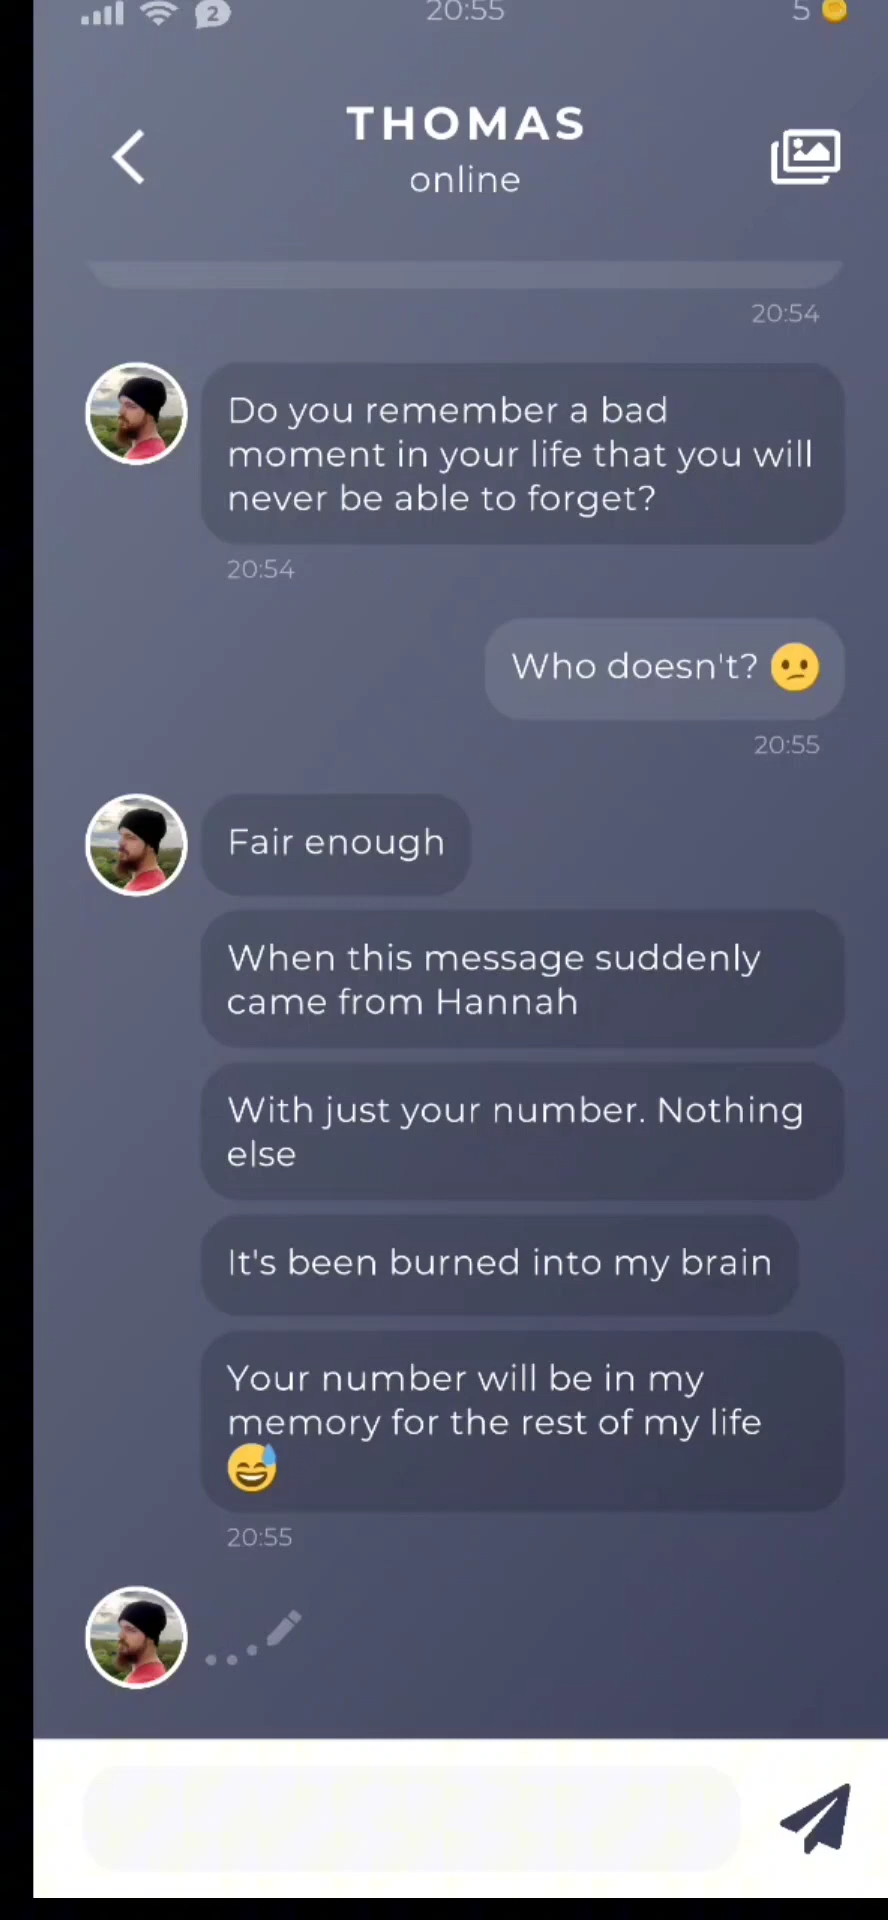 2
20:55
5
THOMAS
online
20:54
Do you remember a bad
moment in your life that you will
never be able to forget?
20:54
Who doesn't? 😕
20:55
Fair enough
When this message suddenly
came from Hannah
With just your number. Nothing
else
It's been burned into my brain
Your number will be in my
memory for the rest of my life
😅
20:55